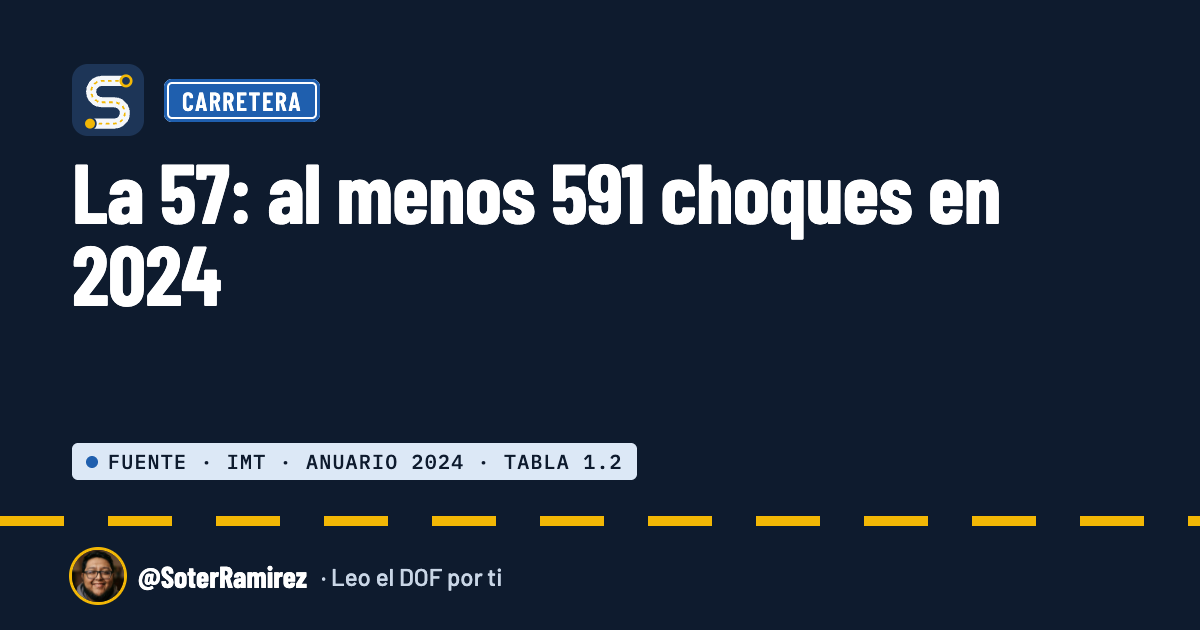 CARRETERA
La 57: al menos 591 choques en
2024
FUENTE · IMT · ANUARIO 2024 · TABLA 1.2
@SoterRamirez · Leo el DOF por ti